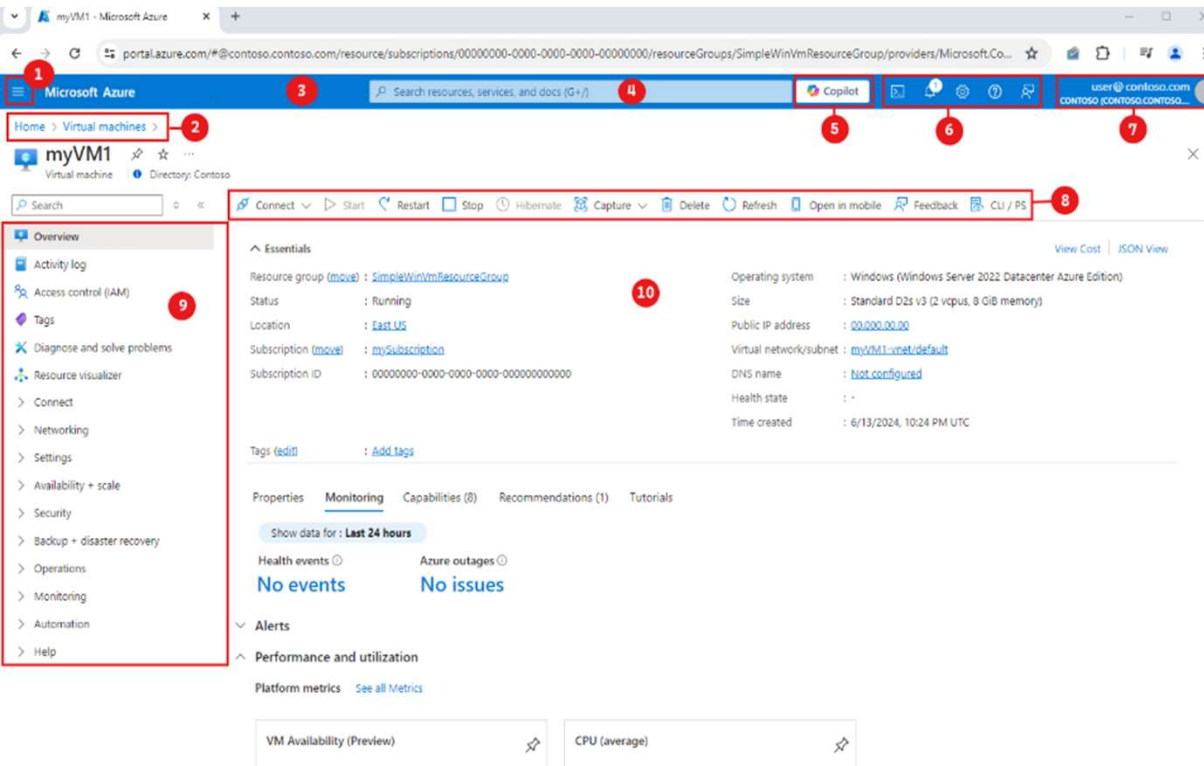 myVM1 - Microsoft Azure
portal.azure.com/#@contoso.contoso.com/resource/subscriptions/00000000-0000-0000-0000-00000000/resourceGroups/SimpleWinVmResourceGroup/providers/Microsoft.Co...
1
Microsoft Azure 3 Search resources, services, and docs (G+/) 4 Copilot 1 user@contoso.com
CONTOSO (CONTOSO.CONTOSO....
Home > Virtual machines > 2 5 6 7
myVM1 ...
Virtual machine Directory: Contoso
Search Connect Start Restart Stop Hibernate Capture Delete Refresh Open in mobile Feedback CLI / PS 8
Overview
Activity log
Access control (IAM)
Tags
Diagnose and solve problems
Resource visualizer
Connect
Networking
Settings
Availability + scale
Security
Backup + disaster recovery
Operations
Monitoring
Automation
Help
9
Essentials
View Cost JSON View
Resource group (move) : SimpleWinVmResourceGroup
Status : Running
Location : East US
Subscription (move) : mySubscription
Subscription ID : 00000000-0000-0000-0000-000000000000
10
Operating system : Windows (Windows Server 2022 Datacenter Azure Edition)
Size : Standard D2s v3 (2 vcpus, 8 GiB memory)
Public IP address : 00.000.00.00
Virtual network/subnet : myVM1-vnet/default
DNS name : Not configured
Health state : -
Time created : 6/13/2024, 10:24 PM UTC
Tags (edit) : Add tags
Properties Monitoring Capabilities (8) Recommendations (1) Tutorials
Show data for : Last 24 hours
Health events Azure outages
No events No issues
Alerts
Performance and utilization
Platform metrics See all Metrics
VM Availability (Preview) CPU (average)